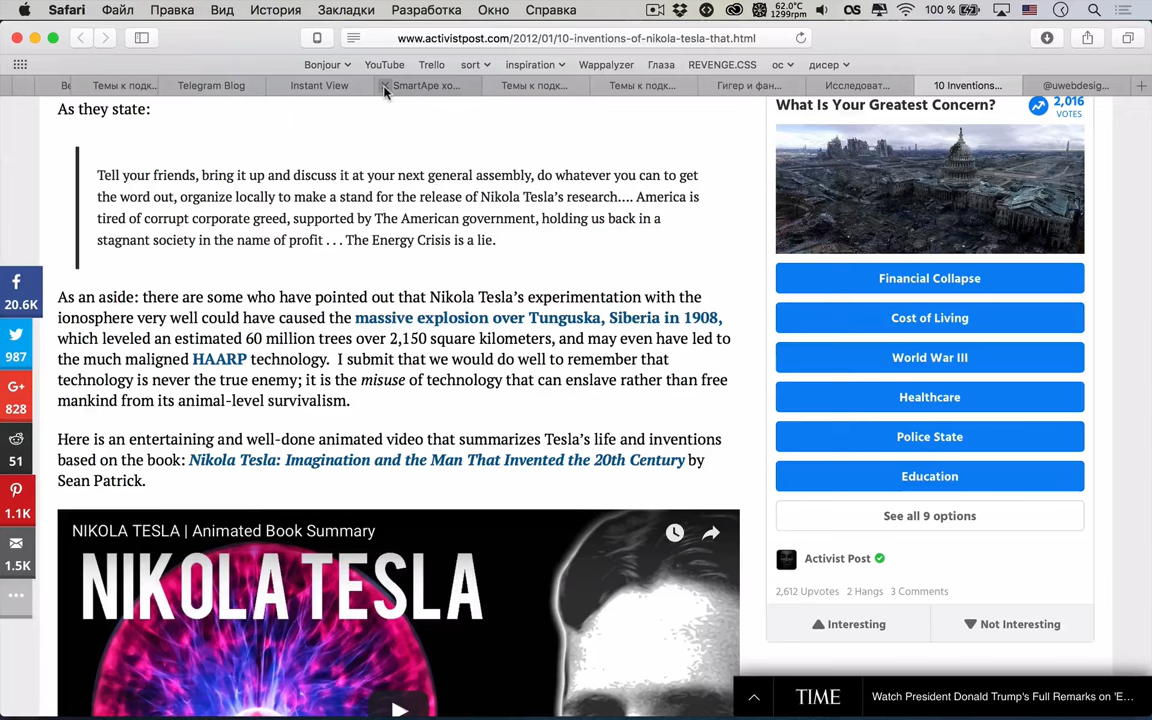 Safari Файл Правка Вид История Закладки Разработка Окно Справка 62.0°C 1299rpm 100 %
www.activistpost.com/2012/01/10-inventions-of-nikola-tesla-that.html
Bonjour YouTube Trello sort inspiration Wappalyzer Глаза REVENGE.CSS ос дисер
Ве Темы к подк... Telegram Blog Instant View SmartApe хо... Темы к подк... Темы к подк... Гигер и фан... Исследоват... 10 Inventions... @uwebdesig...
As they state:
Tell your friends, bring it up and discuss it at your next general assembly, do whatever you can to get
the word out, organize locally to make a stand for the release of Nikola Tesla's research.... America is
tired of corrupt corporate greed, supported by The American government, holding us back in a
stagnant society in the name of profit . . . The Energy Crisis is a lie.
As an aside: there are some who have pointed out that Nikola Tesla's experimentation with the
ionosphere very well could have caused the massive explosion over Tunguska, Siberia in 1908,
which leveled an estimated 60 million trees over 2,150 square kilometers, and may even have led to
the much maligned HAARP technology. I submit that we would do well to remember that
technology is never the true enemy; it is the misuse of technology that can enslave rather than free
mankind from its animal-level survivalism.
Here is an entertaining and well-done animated video that summarizes Tesla's life and inventions
based on the book: Nikola Tesla: Imagination and the Man That Invented the 20th Century by
Sean Patrick.
NIKOLA TESLA | Animated Book Summary
NIKOLA TESLA
20.6K
987
G+
828
51
1.1K
1.5K
What Is Your Greatest Concern?
2,016
VOTES
Financial Collapse
Cost of Living
World War III
Healthcare
Police State
Education
See all 9 options
Activist Post
2,612 Upvotes 2 Hangs 3 Comments
Interesting Not Interesting
TIME Watch President Donald Trump's Full Remarks on 'E...